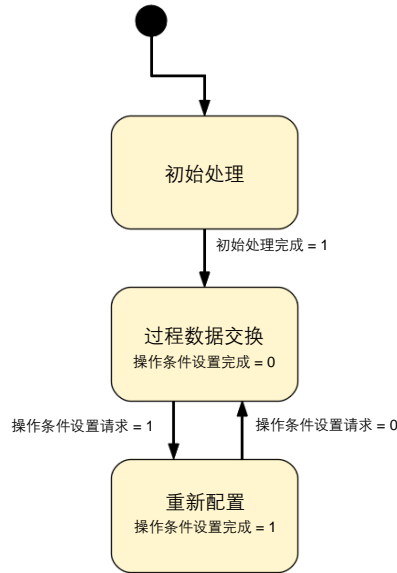 初始处理
初始处理完成 = 1
过程数据交换
操作条件设置完成 = 0
操作条件设置请求 = 1
操作条件设置请求 = 0
重新配置
操作条件设置完成 = 1